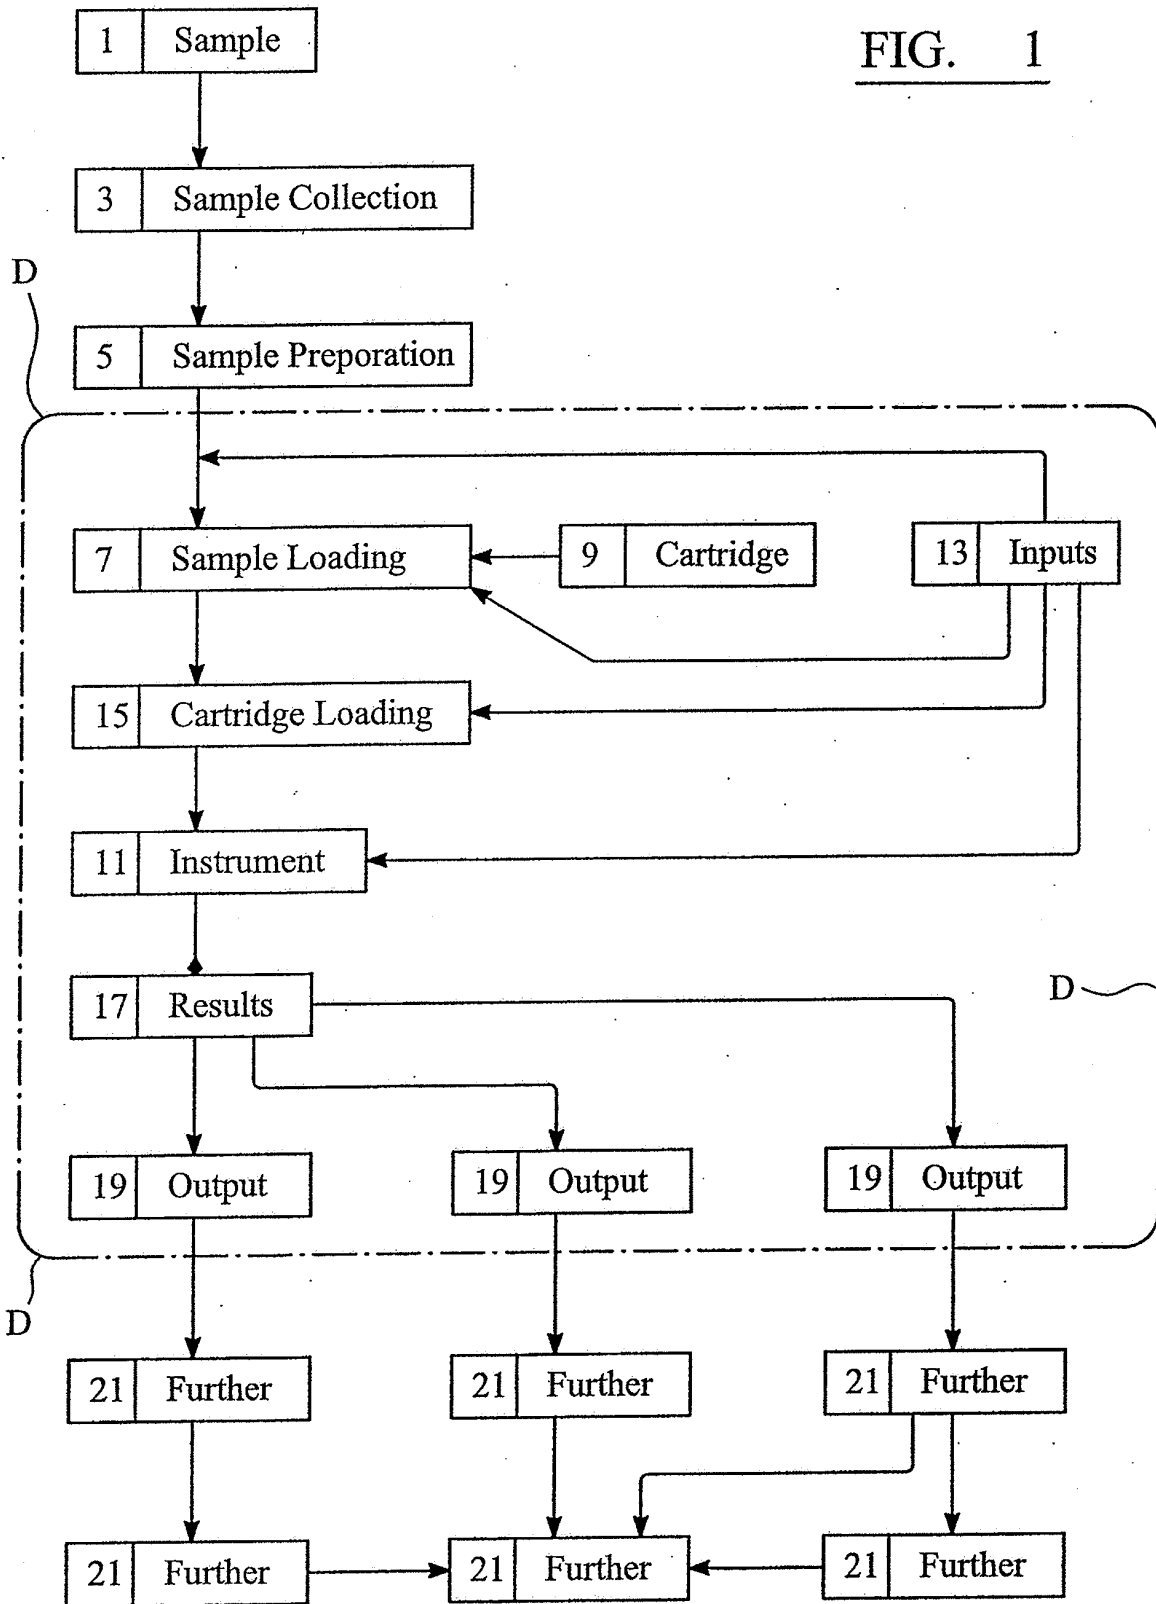 FIG. 1
1 Sample
3 Sample Collection
D
5 Sample Preporation
7 Sample Loading
9 Cartridge
13 Inputs
15 Cartridge Loading
11 Instrument
17 Results
D
19 Output
19 Output
19 Output
D
21 Further
21 Further
21 Further
21 Further
21 Further
21 Further